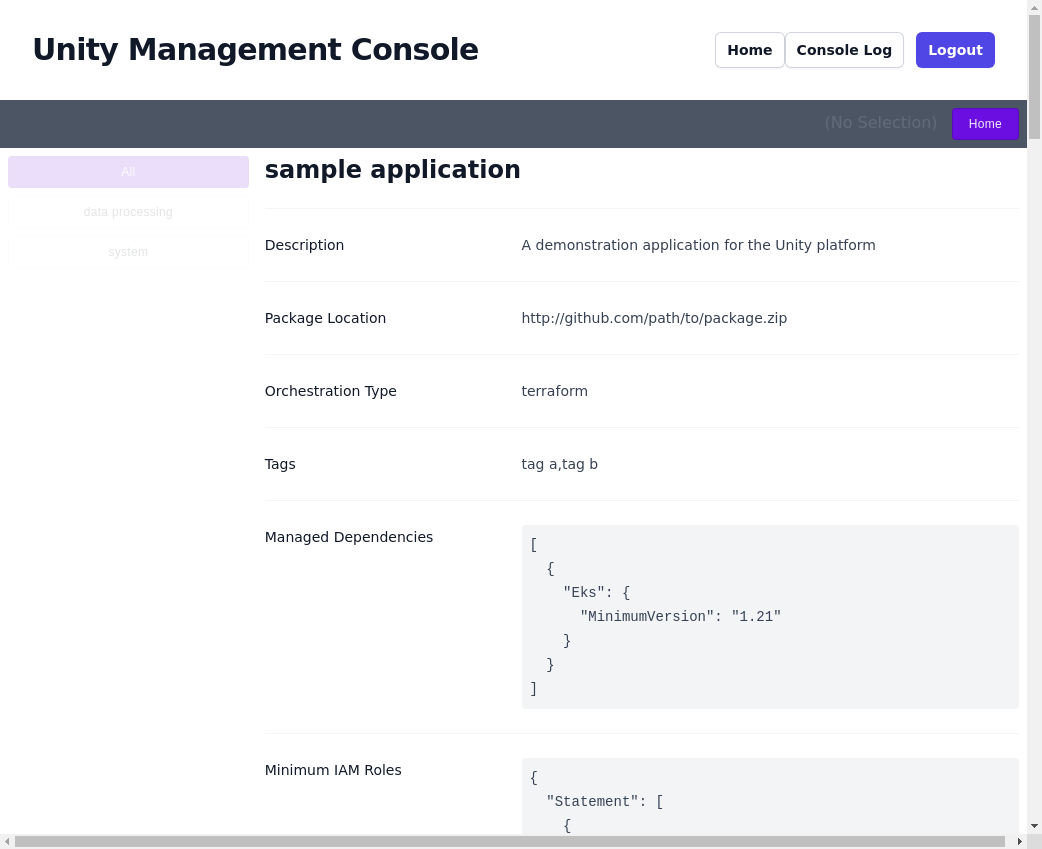 Unity Management Console
Home
Console Log
Logout
(No Selection)
Home
All
data processing
system
sample application
Description
A demonstration application for the Unity platform
Package Location
http://github.com/path/to/package.zip
Orchestration Type
terraform
Tags
tag a,tag b
Managed Dependencies
[
  {
    "Eks": {
      "MinimumVersion": "1.21"
    }
  }
]
Minimum IAM Roles
{
  "Statement": [
    {